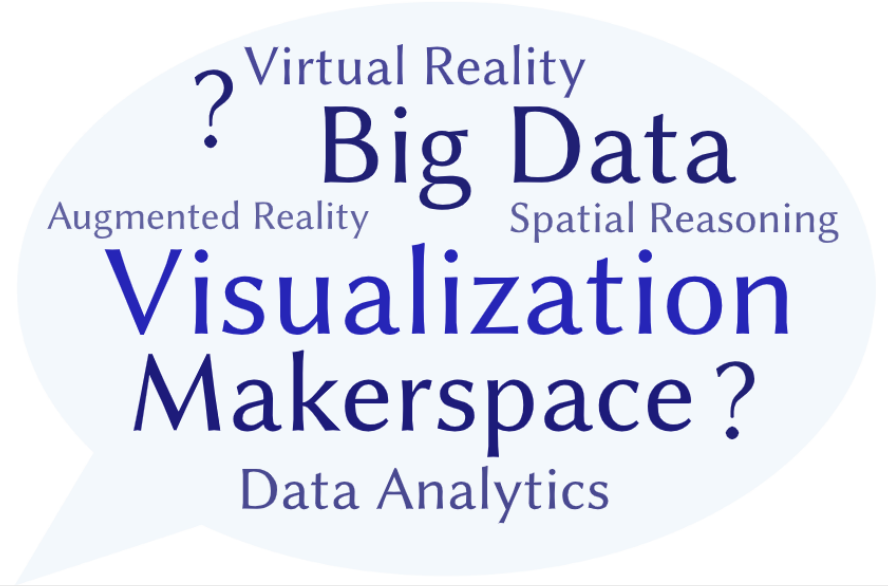 Virtual Reality
?
Big Data
Augmented Reality
Spatial Reasoning
Visualization
Makerspace ?
Data Analytics